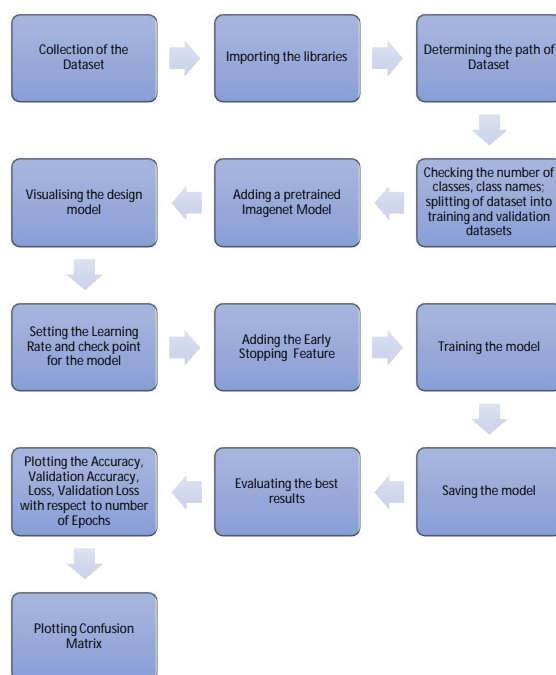 Collection of the
Dataset
Importing the libraries
Determining the path of
Dataset
Checking the number of
classes, class names;
splitting of dataset into
training and validation
datasets
Adding a pretrained
Imagenet Model
Visualising the design
model
Setting the Learning
Rate and check point
for the model
Adding the Early
Stopping Feature
Training the model
Saving the model
Evaluating the best
results
Plotting the Accuracy,
Validation Accuracy,
Loss, Validation Loss
with respect to number
of Epochs
Plotting Confusion
Matrix